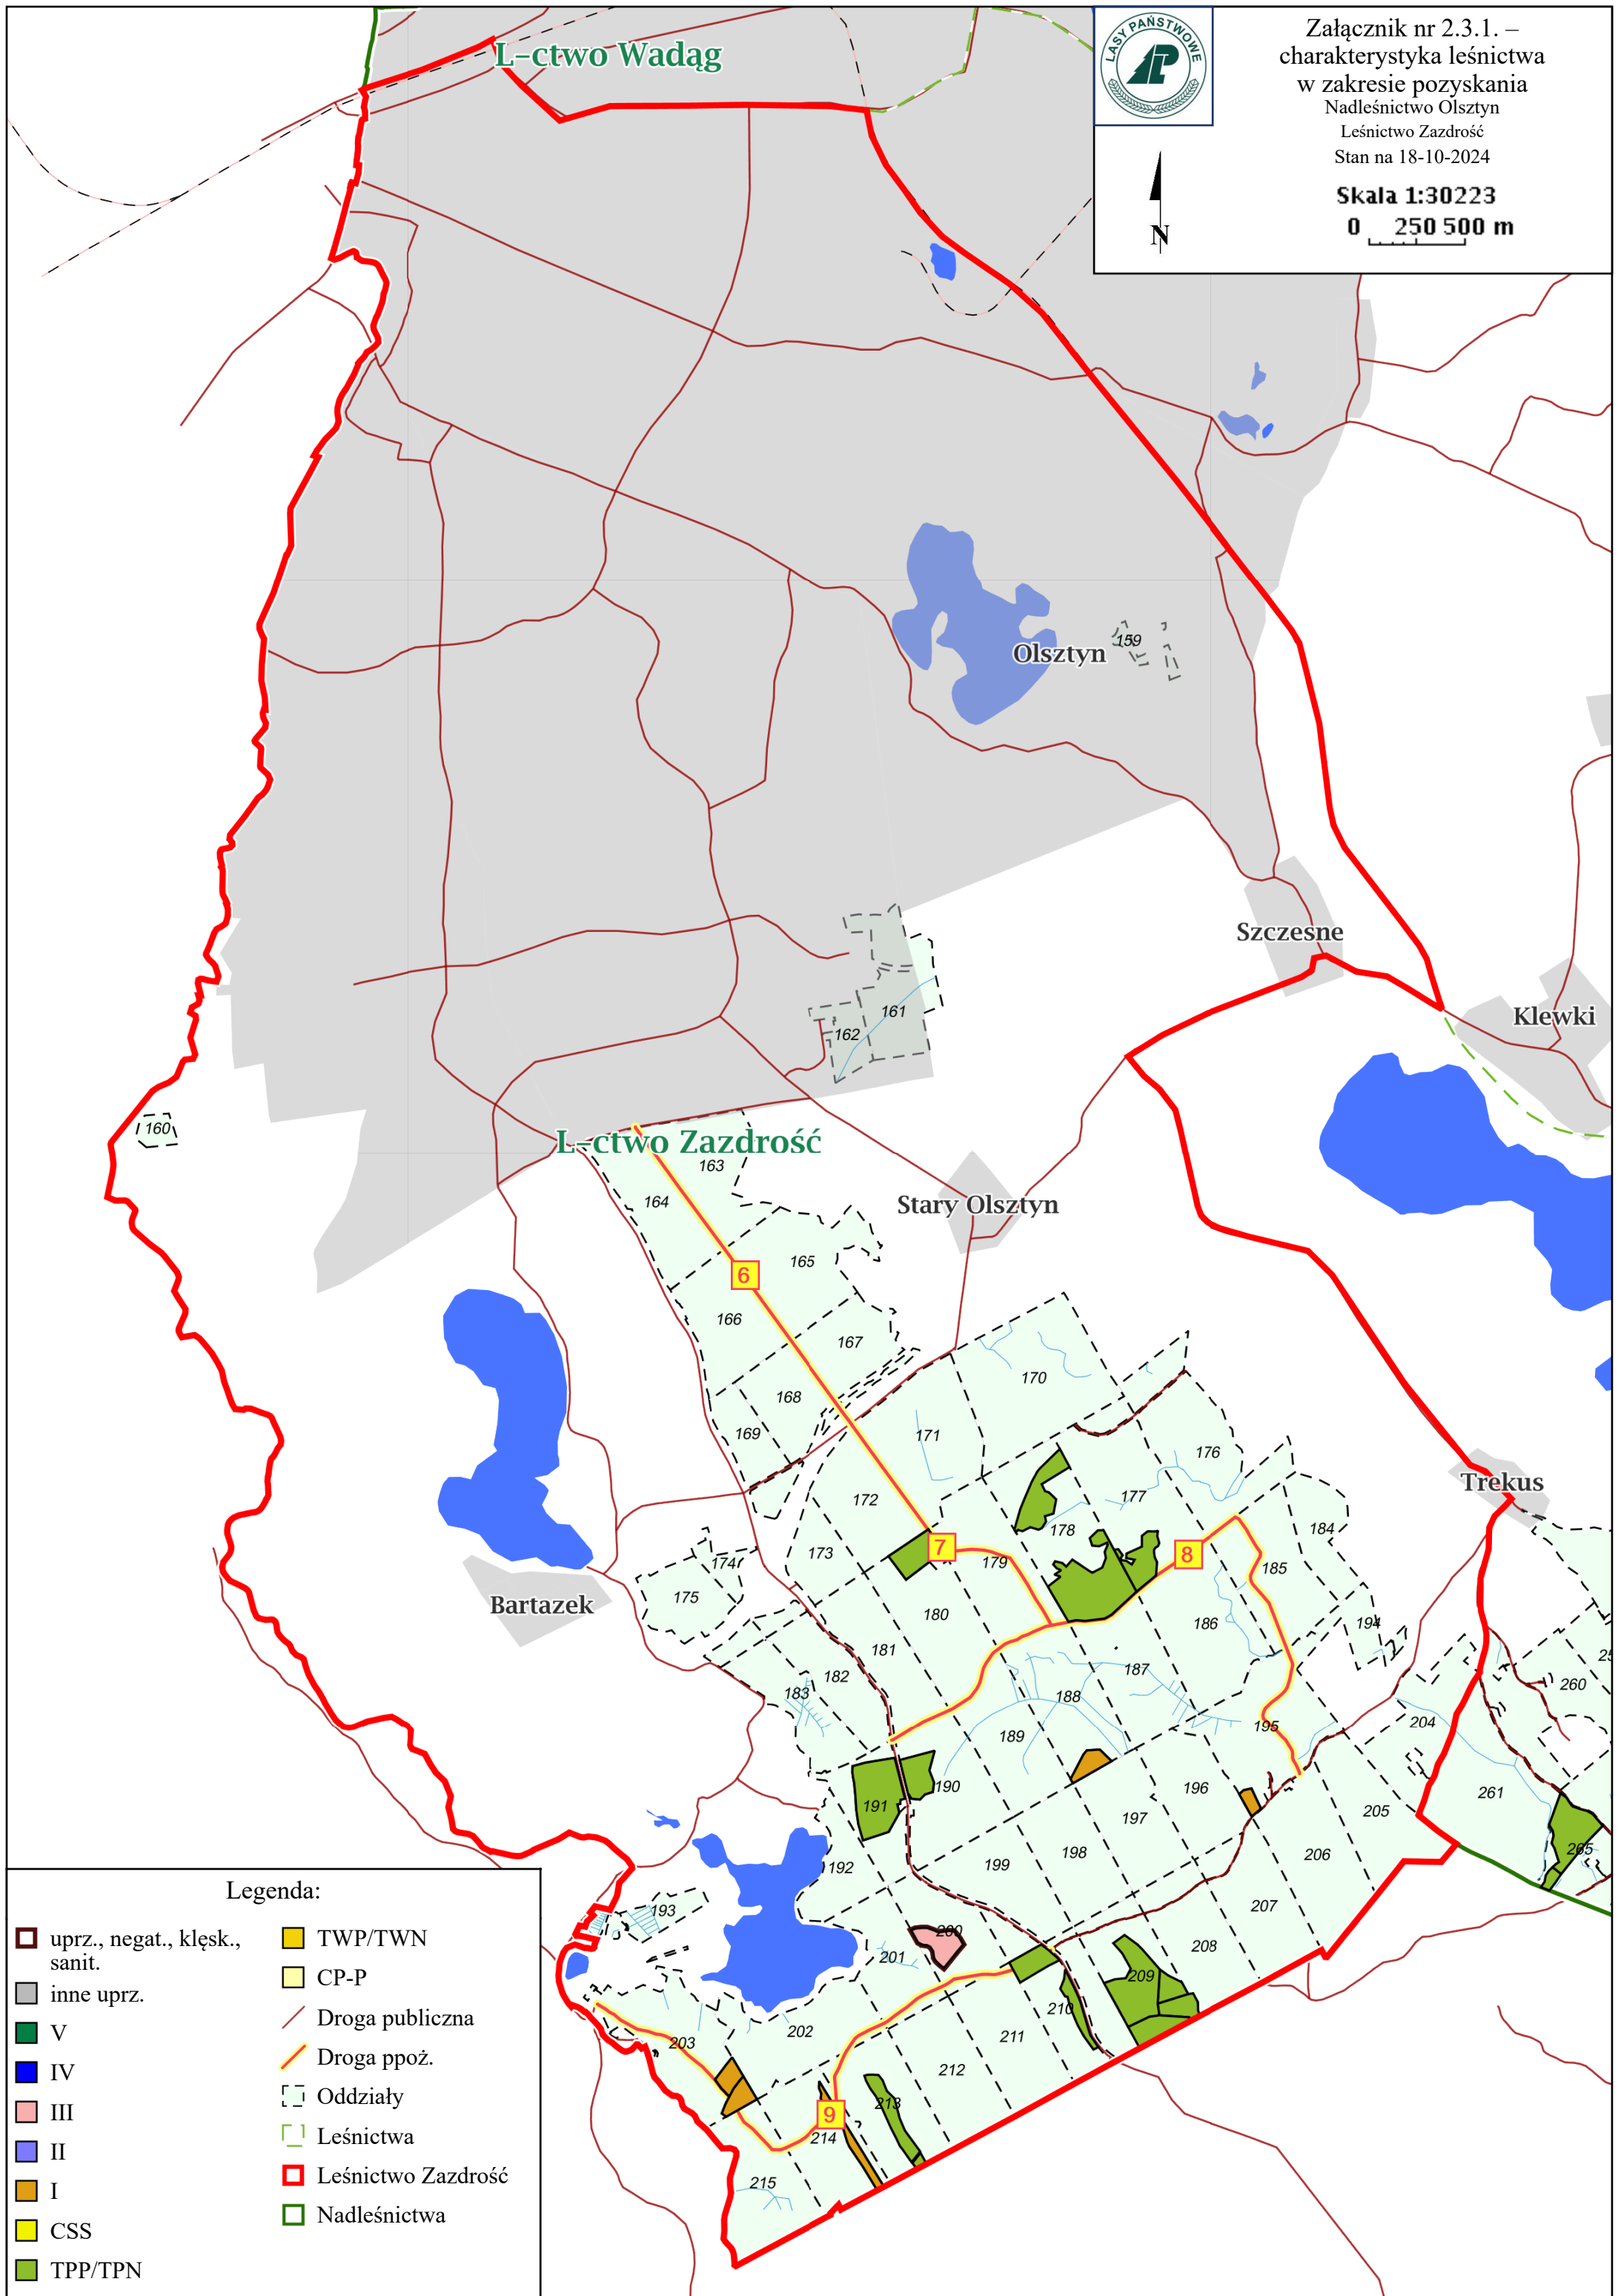 L-ctwo Wadąg
LASY PAŃSTWOWE
Załącznik nr 2.3.1. –
charakterystyka leśnictwa
w zakresie pozyskania
Nadleśnictwo Olsztyn
Leśnictwo Zazdrość
Stan na 18-10-2024
Skala 1:30223
0 250 500 m
N
159
Olsztyn
Szczesne
161
Klewki
162
160
L-ctwo Zazdrość
163
164
Stary Olsztyn
165
6
166
167
170
168
169
171
176
Trekus
177
172
184
178
7
8
173
179
174
185
175
Bartazek
180
186
194
181
187
182
260
183
188
204
195
189
190
196
261
191
205
197
265
198
206
192
199
207
193
200
208
201
209
210
202
211
203
212
213
9
214
215
Legenda:
uprz., negat., klęsk.,
sanit.
inne uprz.
V
IV
III
II
I
CSS
TPP/TPN
TWP/TWN
CP-P
Droga publiczna
Droga ppoż.
Oddziały
Leśnictwa
Leśnictwo Zazdrość
Nadleśnictwa